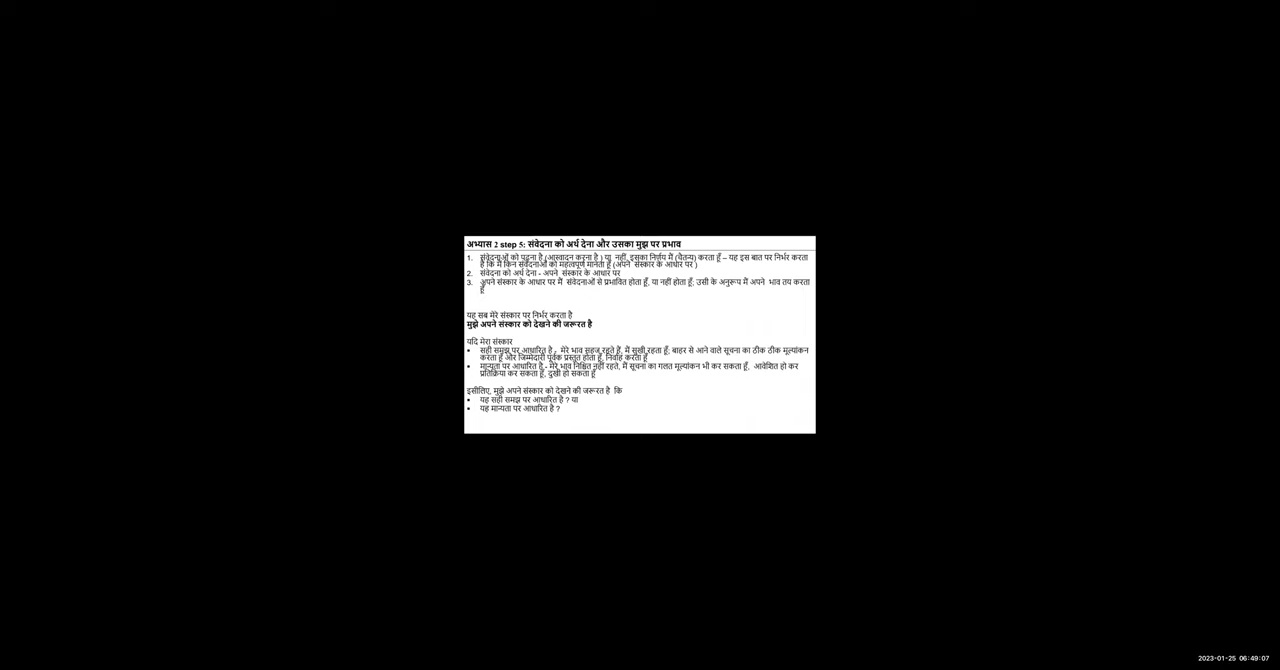 अभ्यास 2 step 5: संवेदना को अर्थ देना और उसका मुझ पर प्रभाव
1. संवेदनाओं को पढ़ना है (आस्वादन करना है ) या नहीं, इसका निर्णय मैं (चैतन्य) करता हूँ – यह इस बात पर निर्भर करता
है कि मैं किन संवेदनाओं को महत्वपूर्ण मानता हूँ (अपने संस्कार के आधार पर )
2. संवेदना को अर्थ देना - अपने संस्कार के आधार पर
3. अपने संस्कार के आधार पर मैं संवेदनाओं से प्रभावित होता हूँ, या नहीं होता हूँ; उसी के अनुरूप मैं अपने भाव तय करता
हूँ
यह सब मेरे संस्कार पर निर्भर करता है
मुझे अपने संस्कार को देखने की जरूरत है
यदि मेरा संस्कार
▪ सही समझ पर आधारित है - मेरे भाव सहज रहते हैं, मैं सुखी रहता हूँ; बाहर से आने वाले सूचना का ठीक ठीक मूल्यांकन
करता हूँ और जिम्मेदारी पूर्वक प्रस्तुत होता हूँ, निर्वाह करता हूँ
▪ मान्यता पर आधारित है - मेरे भाव निश्चित नहीं रहते, मैं सूचना का गलत मूल्यांकन भी कर सकता हूँ, आवेशित हो कर
प्रतिक्रिया कर सकता हूँ, दुखी हो सकता हूँ
इसीलिए, मुझे अपने संस्कार को देखने की जरूरत है कि
▪ यह सही समझ पर आधारित है ? या
▪ यह मान्यता पर आधारित है ?
2023-01-25 06:49:07